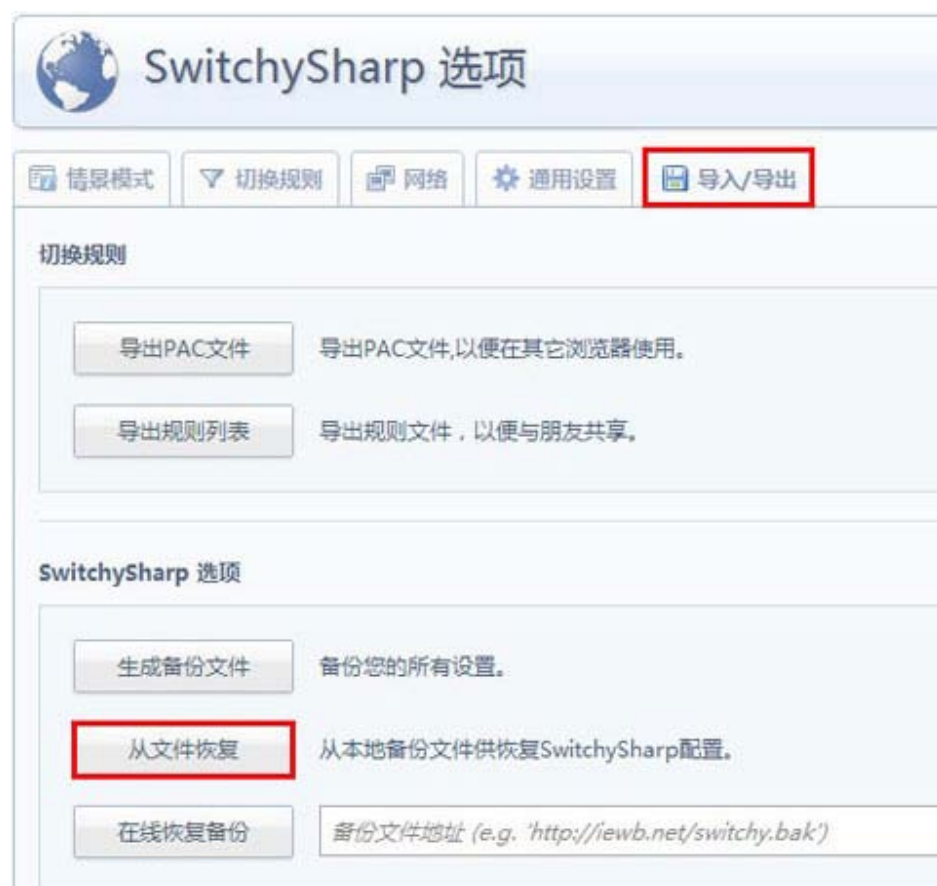 SwitchySharp 选项
情景模式 切换规则 网络 通用设置 导入/导出
切换规则
导出PAC文件 导出PAC文件,以便在其它浏览器使用。
导出规则列表 导出规则文件，以便与朋友共享。
SwitchySharp 选项
生成备份文件 备份您的所有设置。
从文件恢复 从本地备份文件供恢复SwitchySharp配置。
在线恢复备份 备份文件地址 (e.g. 'http://iewb.net/switchy.bak')